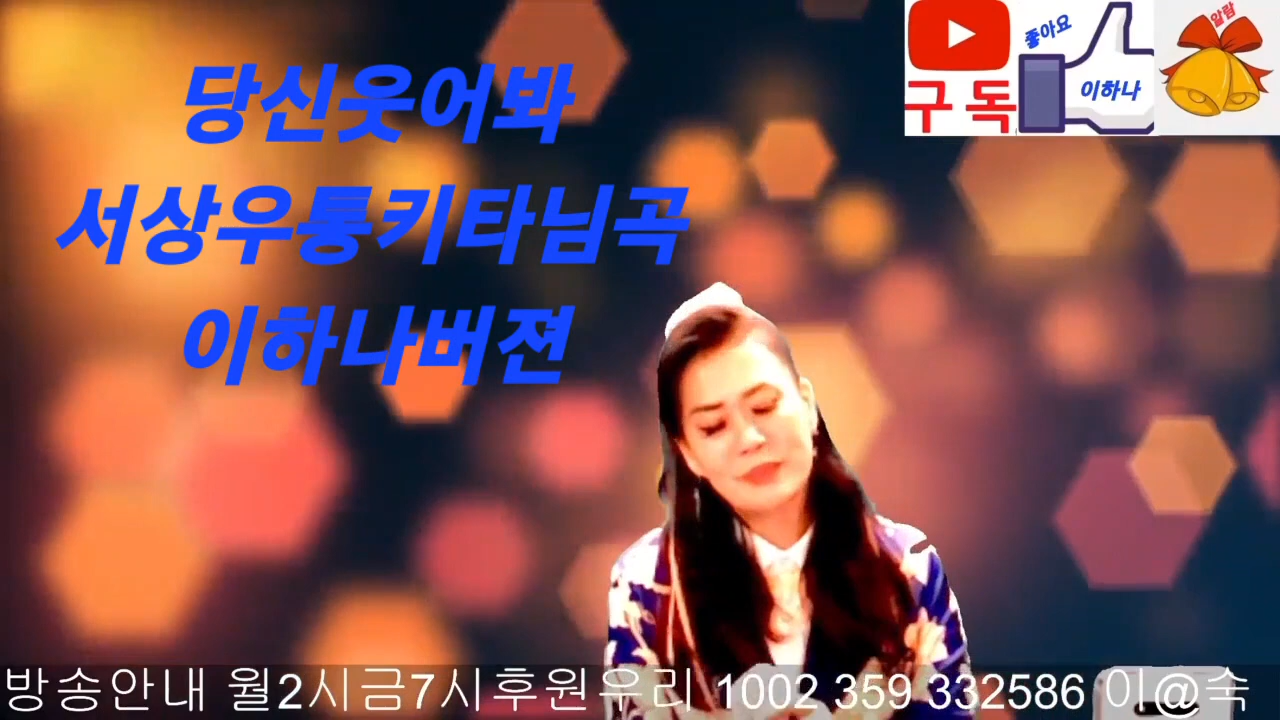 알람
좋아요
이하나
구독
당신웃어봐
서상우통키타님곡
이하나버젼
방송안내 월2시금7시후원우리 1002 359 332586 이@숙